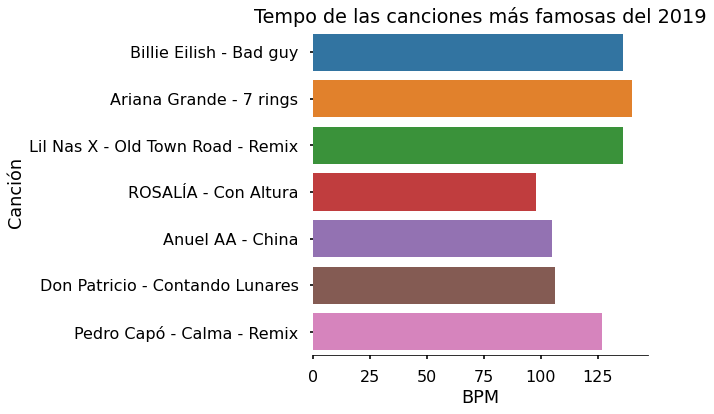 Tempo de las canciones más famosas del 2019
Canción
Billie Eilish - Bad guy
Ariana Grande - 7 rings
Lil Nas X - Old Town Road - Remix
ROSALÍA - Con Altura
Anuel AA - China
Don Patricio - Contando Lunares
Pedro Capó - Calma - Remix
0 25 50 75 100 125
BPM